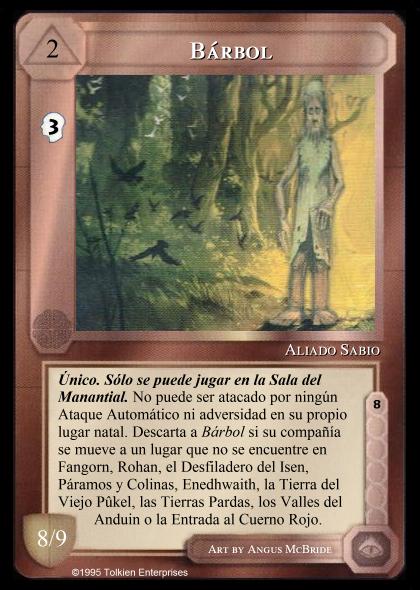 2
BÁRBOL
3
ALIADO SABIO
Único. Sólo se puede jugar en la Sala del
Manantial. No puede ser atacado por ningún
Ataque Automático ni adversidad en su propio
lugar natal. Descarta a Bárbol si su compañía
se mueve a un lugar que no se encuentre en
Fangorn, Rohan, el Desfiladero del Isen,
Páramos y Colinas, Enedhwaith, la Tierra del
Viejo Pûkel, las Tierras Pardas, los Valles del
Anduin o la Entrada al Cuerno Rojo.
8
8/9
ART BY ANGUS MCBRIDE
©1995 Tolkien Enterprises